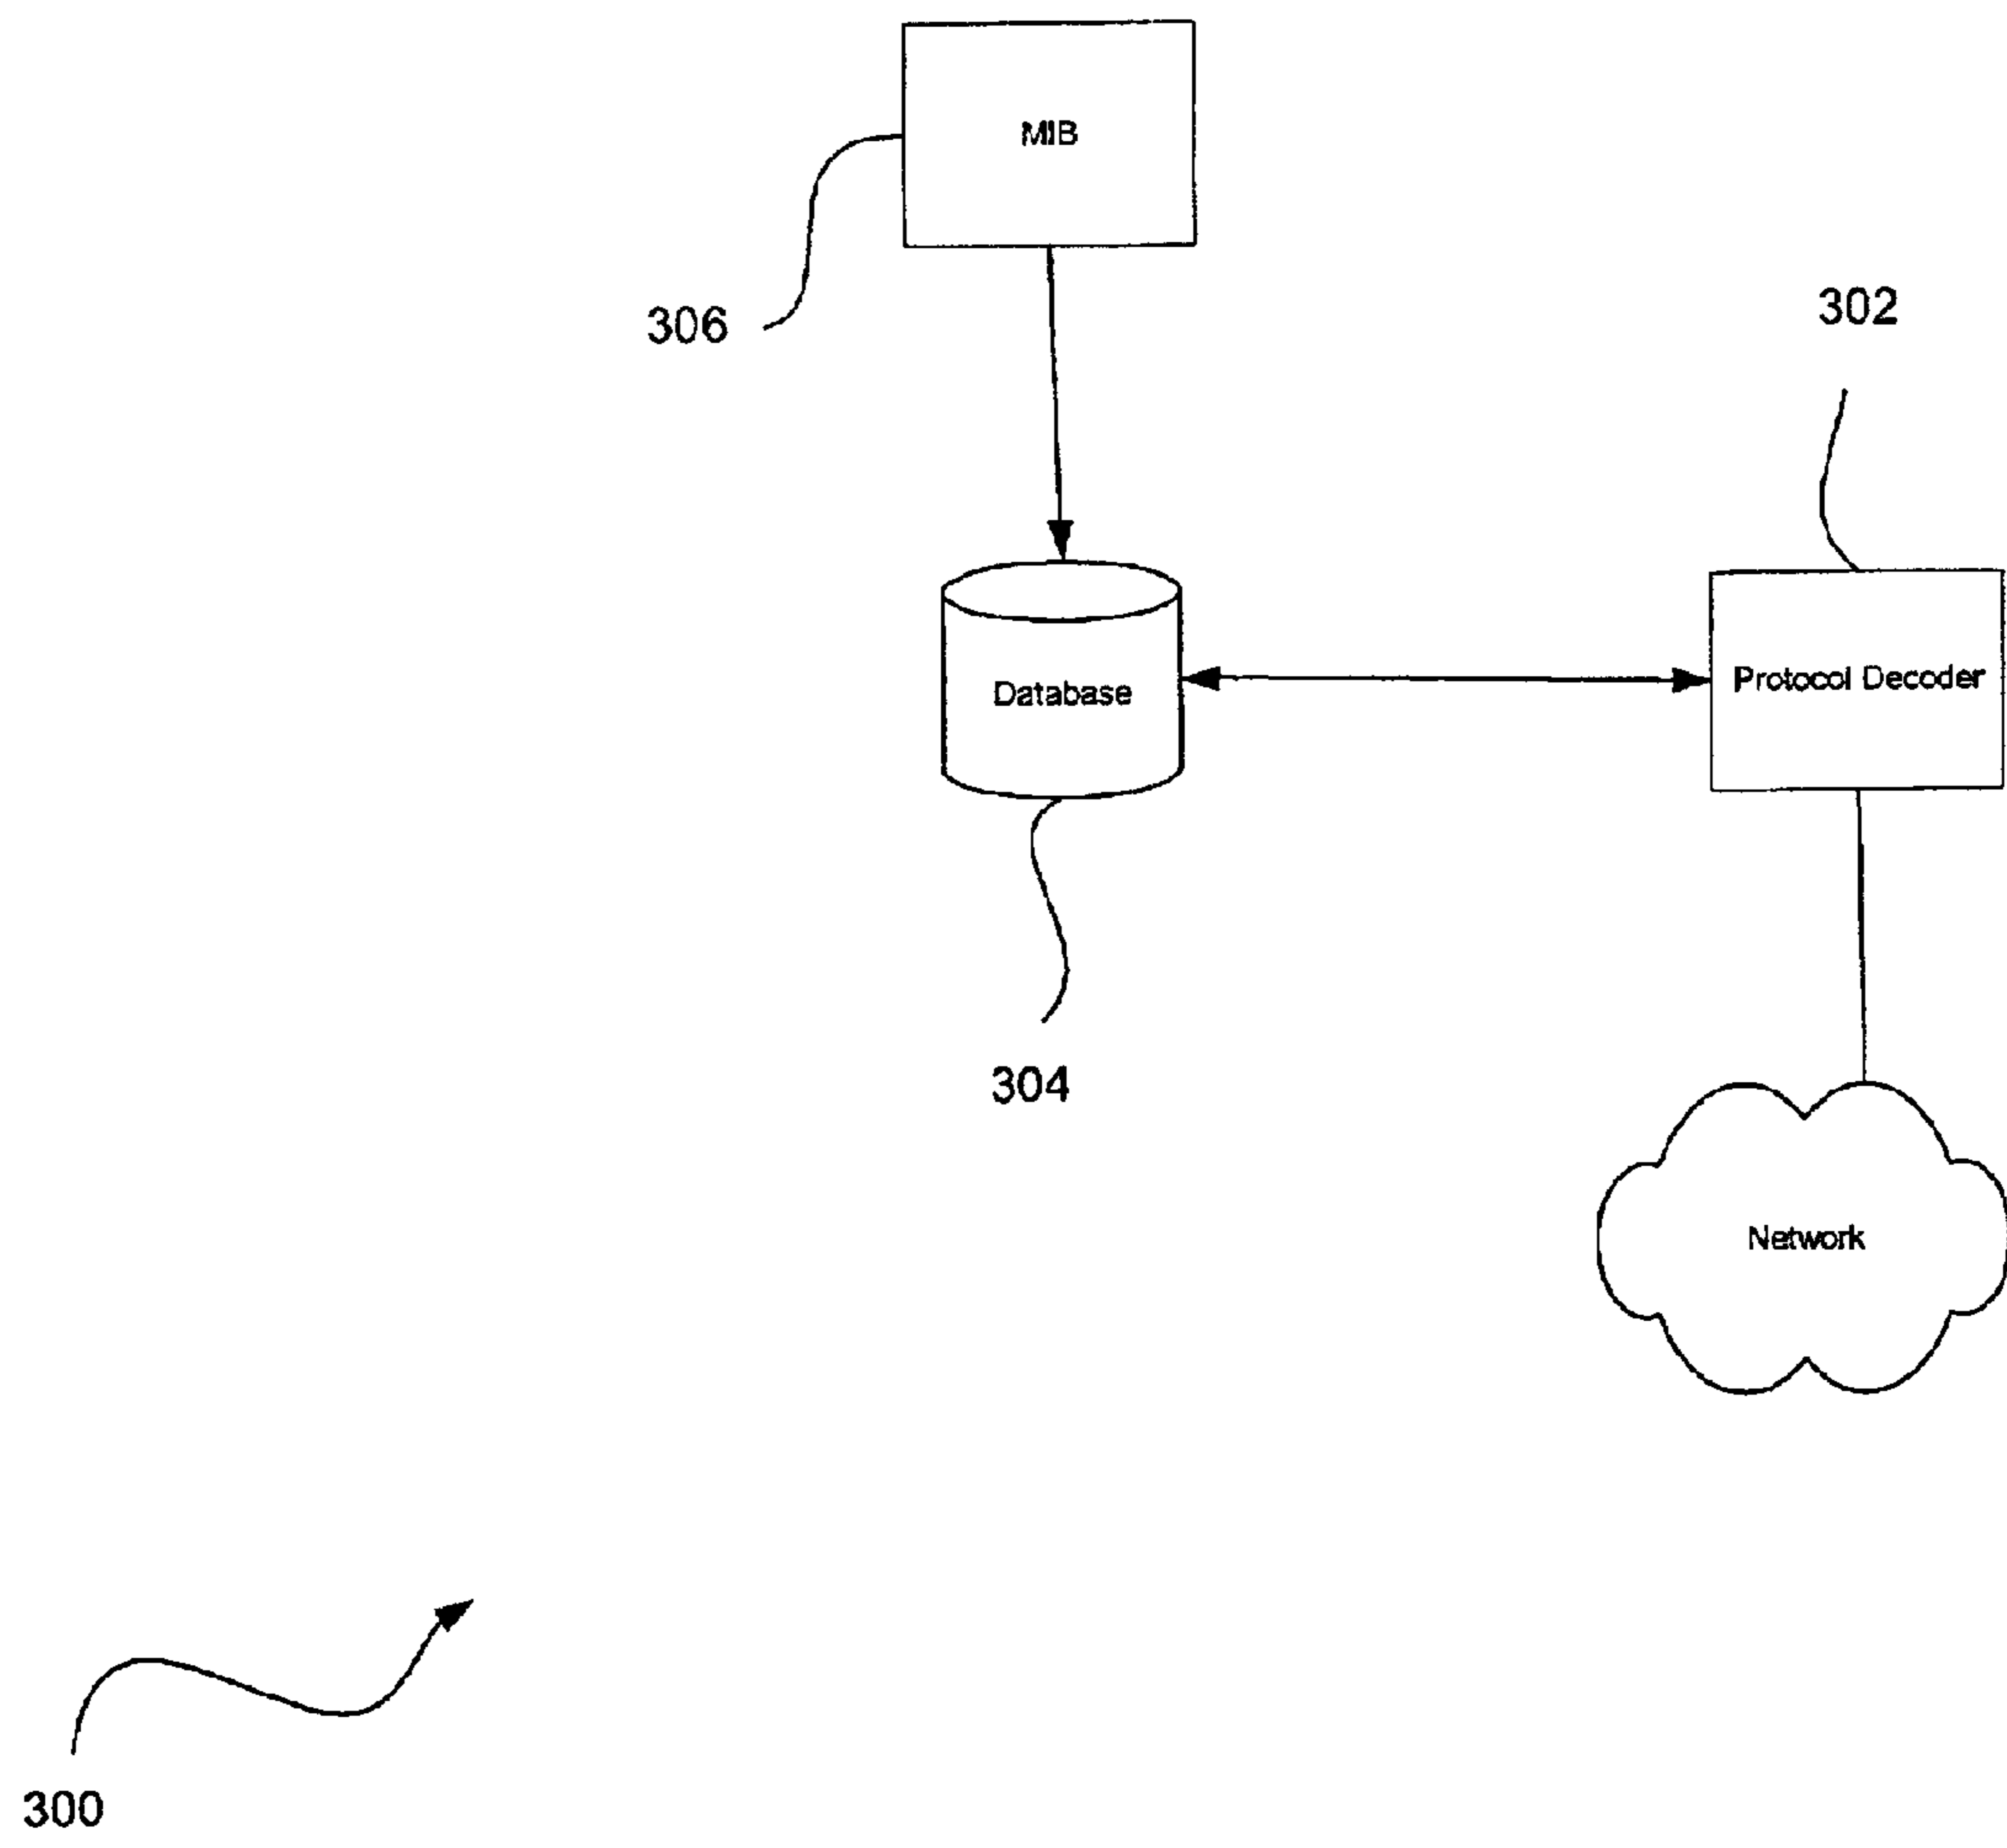 MIB
306
302
Database
Protocol Decoder
304
Network
300